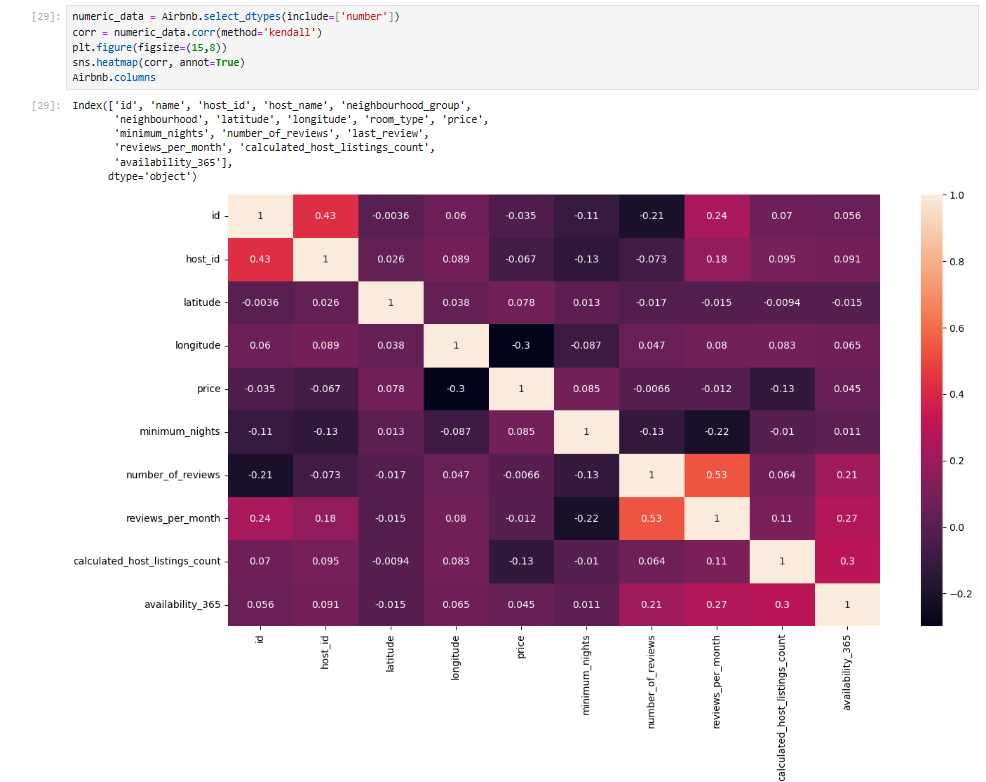 [29]: numeric_data = Airbnb.select_dtypes(include=['number'])
corr = numeric_data.corr(method='kendall')
plt.figure(figsize=(15,8))
sns.heatmap(corr, annot=True)
Airbnb.columns
[29]: Index(['id', 'name', 'host_id', 'host_name', 'neighbourhood_group',
'neighbourhood', 'latitude', 'longitude', 'room_type', 'price',
'minimum_nights', 'number_of_reviews', 'last_review',
'reviews_per_month', 'calculated_host_listings_count',
'availability_365'],
dtype='object')
id 1 0.43 -0.0036 0.06 -0.035 -0.11 -0.21 0.24 0.07 0.056
host_id 0.43 1 0.026 0.089 -0.067 -0.13 -0.073 0.18 0.095 0.091
latitude -0.0036 0.026 1 0.038 0.078 0.013 -0.017 -0.015 -0.0094 -0.015
longitude 0.06 0.089 0.038 1 -0.3 -0.087 0.047 0.08 0.083 0.065
price -0.035 -0.067 0.078 -0.3 1 0.085 -0.0066 -0.012 -0.13 0.045
minimum_nights -0.11 -0.13 0.013 -0.087 0.085 1 -0.13 -0.22 -0.01 0.011
number_of_reviews -0.21 -0.073 -0.017 0.047 -0.0066 -0.13 1 0.53 0.064 0.21
reviews_per_month 0.24 0.18 -0.015 0.08 -0.012 -0.22 0.53 1 0.11 0.27
calculated_host_listings_count 0.07 0.095 -0.0094 0.083 -0.13 -0.01 0.064 0.11 1 0.3
availability_365 0.056 0.091 -0.015 0.065 0.045 0.011 0.21 0.27 0.3 1
id
host_id
latitude
longitude
price
minimum_nights
number_of_reviews
reviews_per_month
calculated_host_listings_count
availability_365
1.0
0.8
0.6
0.4
0.2
0.0
−0.2